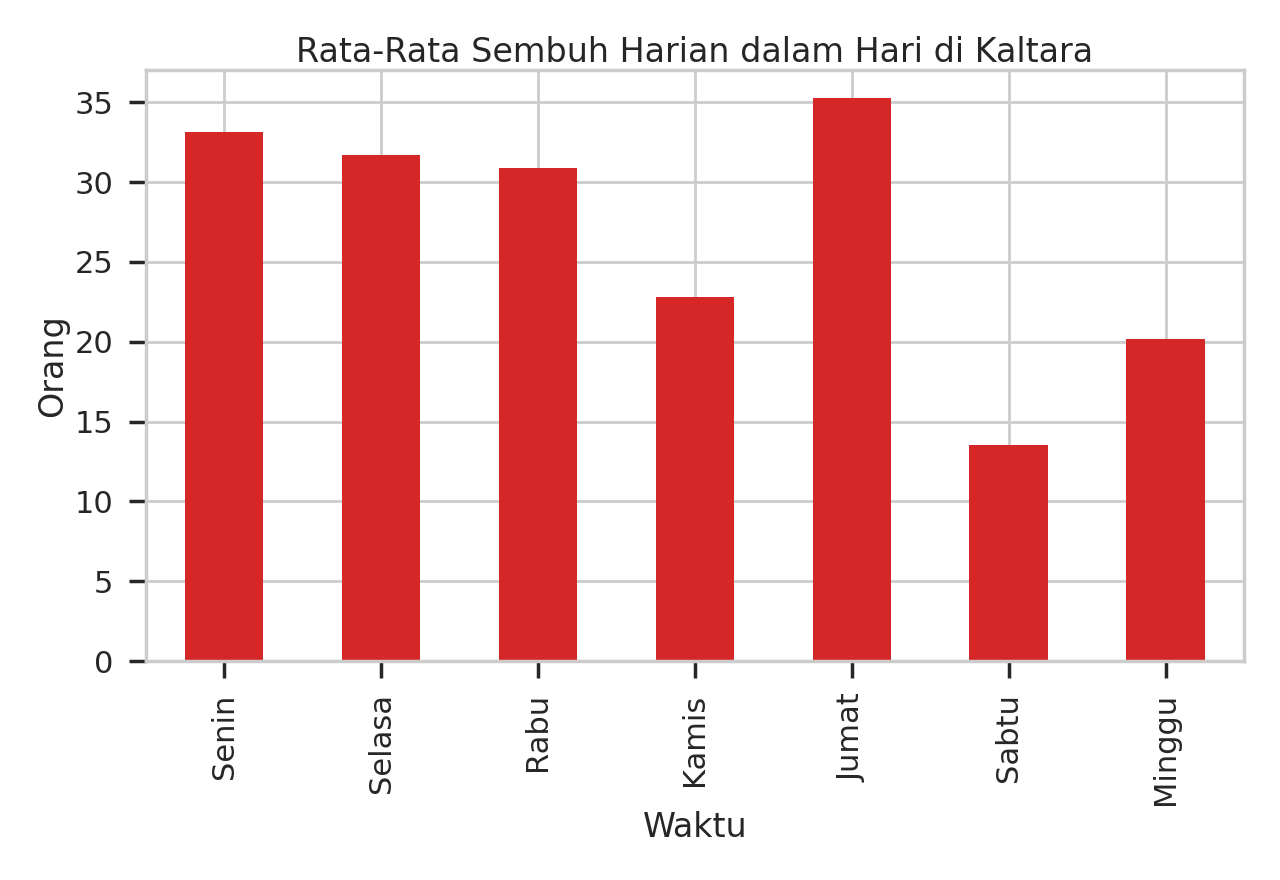 Rata-Rata Sembuh Harian dalam Hari di Kaltara
Orang
35
30
25
20
15
10
5
0
Senin
Selasa
Rabu
Kamis
Jumat
Sabtu
Minggu
Waktu